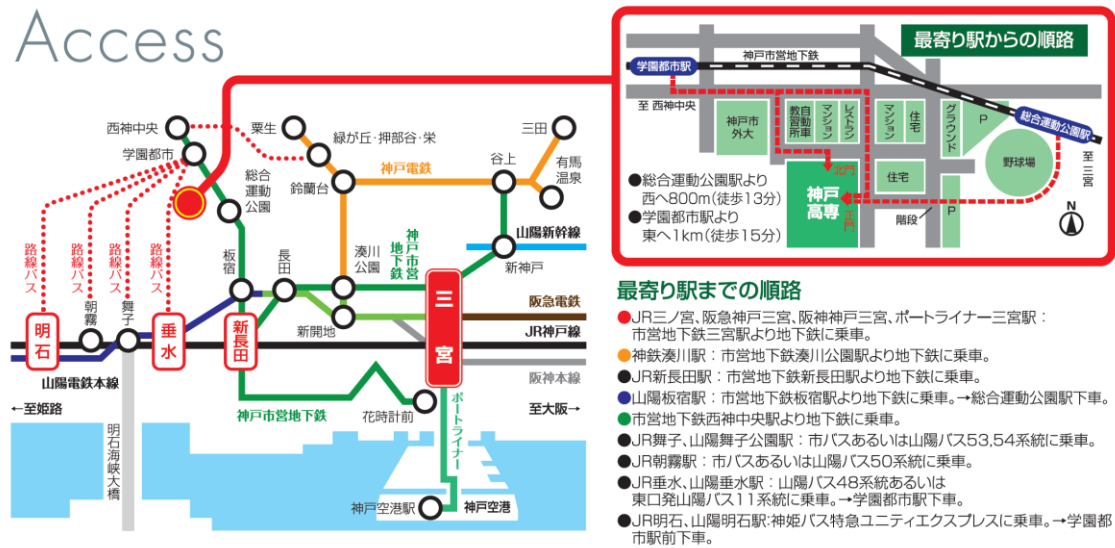 Access
西神中央
学園都市
粟生
緑が丘・押部谷・栄
三田
神戸電鉄
谷上
有馬
温泉
鈴蘭台
総合
運動
公園
山陽新幹線
路線バス
路線バス
路線バス
路線バス
板宿
長田
湊川
公園
神戸市営
地下鉄
新神戸
三宮
朝霧
舞子
明石
垂水
新長田
新開地
阪急電鉄
JR神戸線
阪神本線
山陽電鉄本線
←至姫路
至大阪→
神戸市営地下鉄
花時計前
ポートライナー
明石海峡大橋
神戸空港駅
神戸空港
最寄り駅からの順路
学園都市駅
神戸市営地下鉄
至 西神中央
総合運動公園駅
至 三宮
神戸市
外大
自動車
教習所
マンション
レストラン
マンション
住宅
グラウンド
P
野球場
北門
神戸
高専
正門
住宅
階段
P
N
●総合運動公園駅より
西へ800m(徒歩13分)
●学園都市駅より
東へ1km(徒歩15分)
最寄り駅までの順路
●JR三ノ宮、阪急神戸三宮、阪神神戸三宮、ポートライナー三宮駅：
市営地下鉄三宮駅より地下鉄に乗車。
●神鉄湊川駅：市営地下鉄湊川公園駅より地下鉄に乗車。
●JR新長田駅：市営地下鉄新長田駅より地下鉄に乗車。
●山陽板宿駅：市営地下鉄板宿駅より地下鉄に乗車。→総合運動公園駅下車。
●市営地下鉄西神中央駅より地下鉄に乗車。
●JR舞子、山陽舞子公園駅：市バスあるいは山陽バス53,54系統に乗車。
●JR朝霧駅：市バスあるいは山陽バス50系統に乗車。
●JR垂水、山陽垂水駅：山陽バス48系統あるいは
東口発山陽バス11系統に乗車。→学園都市駅下車。
●JR明石、山陽明石駅:神姫バス特急ユニティエクスプレスに乗車。→学園都
市駅前下車。